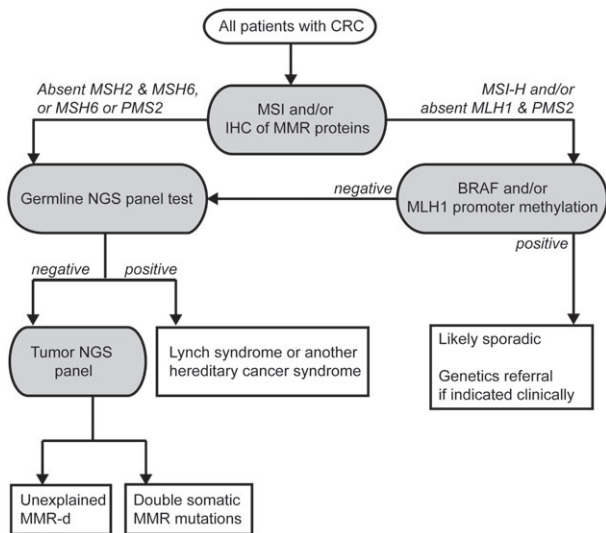 All patients with CRC
Absent MSH2 & MSH6,
or MSH6 or PMS2
MSI and/or
IHC of MMR proteins
MSI-H and/or
absent MLH1 & PMS2
Germline NGS panel test
negative
BRAF and/or
MLH1 promoter methylation
positive
negative
positive
Tumor NGS
panel
Lynch syndrome or another
hereditary cancer syndrome
Likely sporadic
Genetics referral
if indicated clinically
Unexplained
MMR-d
Double somatic
MMR mutations